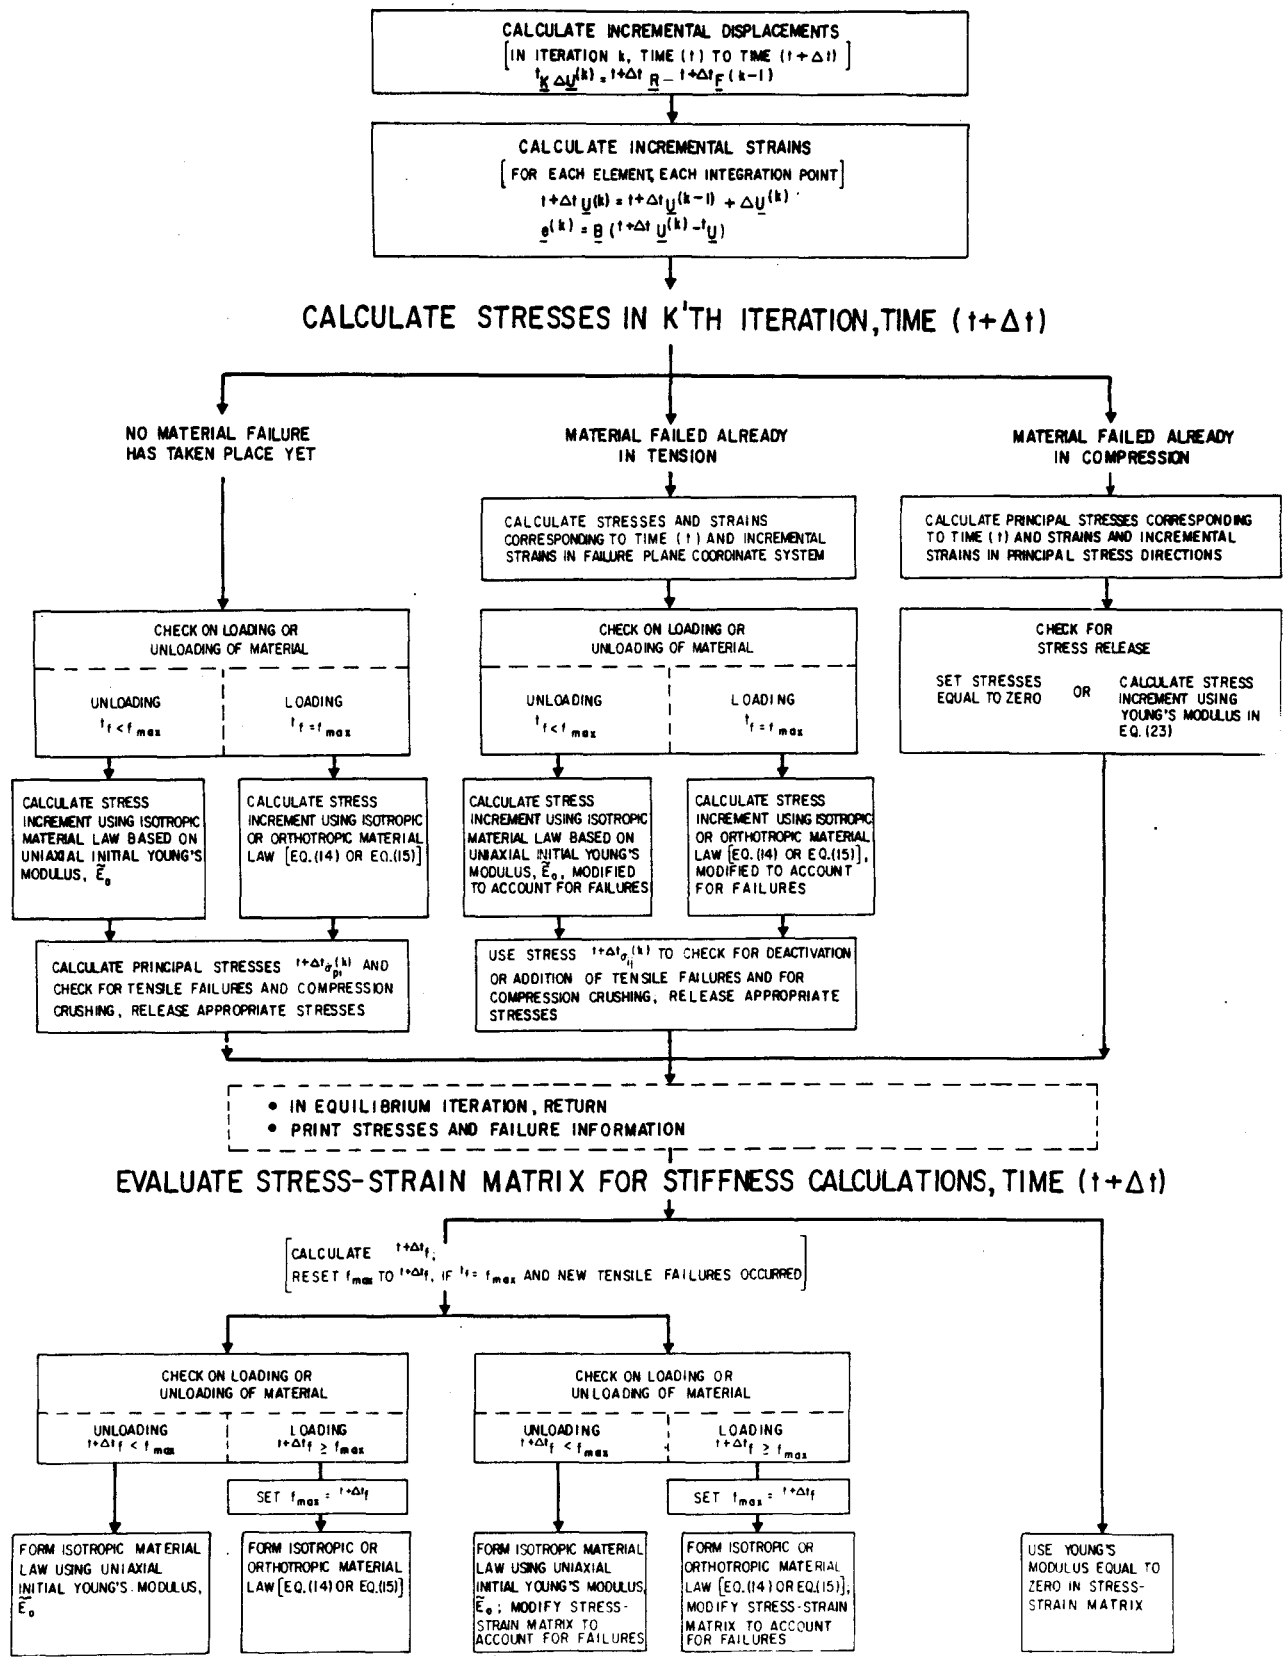 CALCULATE INCREMENTAL DISPLACEMENTS
[IN ITERATION k, TIME (t) TO TIME (t+Δt)]
ᵗK ΔU⁽ᵏ⁾ = ᵗ⁺ᐃᵗR – ᵗ⁺ᐃᵗF⁽ᵏ⁻¹⁾
CALCULATE INCREMENTAL STRAINS
[FOR EACH ELEMENT, EACH INTEGRATION POINT]
t+Δt U(k) = t+Δt U(k-1) + ΔU(k)
e(k) = B (t+Δt U(k) - tU)
CALCULATE STRESSES IN K'TH ITERATION, TIME (t+Δt)
NO MATERIAL FAILURE
HAS TAKEN PLACE YET
MATERIAL FAILED ALREADY
IN TENSION
MATERIAL FAILED ALREADY
IN COMPRESSION
CALCULATE STRESSES AND STRAINS
CORRESPONDING TO TIME (t) AND INCREMENTAL
STRAINS IN FAILURE PLANE COORDINATE SYSTEM
CALCULATE PRINCIPAL STRESSES CORRESPONDING
TO TIME (t) AND STRAINS AND INCREMENTAL
STRAINS IN PRINCIPAL STRESS DIRECTIONS
CHECK ON LOADING OR
UNLOADING OF MATERIAL
UNLOADING
tf < fmax
LOADING
tf = fmax
CHECK ON LOADING OR
UNLOADING OF MATERIAL
UNLOADING
tf < fmax
LOADING
tf = fmax
CHECK FOR
STRESS RELEASE
SET STRESSES
EQUAL TO ZERO
OR
CALCULATE STRESS
INCREMENT USING
YOUNG'S MODULUS IN
EQ.(23)
CALCULATE STRESS
INCREMENT USING ISOTROPIC
MATERIAL LAW BASED ON
UNIAXIAL INITIAL YOUNG'S
MODULUS, Ẽ₀
CALCULATE STRESS
INCREMENT USING ISOTROPIC
OR ORTHOTROPIC MATERIAL
LAW [EQ.(14) OR EQ.(15)]
CALCULATE STRESS
INCREMENT USING ISOTROPIC
MATERIAL LAW BASED ON
UNIAXIAL INITIAL YOUNG'S
MODULUS, Ẽ₀, MODIFIED
TO ACCOUNT FOR FAILURES
CALCULATE STRESS
INCREMENT USING ISOTROPIC
OR ORTHOTROPIC MATERIAL
LAW [EQ.(14) OR EQ.(15)],
MODIFIED TO ACCOUNT
FOR FAILURES
CALCULATE PRINCIPAL STRESSES t+Δtσpi(k) AND
CHECK FOR TENSILE FAILURES AND COMPRESSION
CRUSHING, RELEASE APPROPRIATE STRESSES
USE STRESS t+Δtσij(k) TO CHECK FOR DEACTIVATION
OR ADDITION OF TENSILE FAILURES AND FOR
COMPRESSION CRUSHING, RELEASE APPROPRIATE
STRESSES
• IN EQUILIBRIUM ITERATION, RETURN
• PRINT STRESSES AND FAILURE INFORMATION
EVALUATE STRESS-STRAIN MATRIX FOR STIFFNESS CALCULATIONS, TIME (t+Δt)
[CALCULATE t+Δtf;
RESET fmax TO t+Δtf, IF tf = fmax AND NEW TENSILE FAILURES OCCURRED]
CHECK ON LOADING OR
UNLOADING OF MATERIAL
UNLOADING
t+Δtf < fmax
LOADING
t+Δtf ≥ fmax
CHECK ON LOADING OR
UNLOADING OF MATERIAL
UNLOADING
t+Δtf < fmax
LOADING
t+Δtf ≥ fmax
SET fmax = t+Δtf
SET fmax = t+Δtf
FORM ISOTROPIC MATERIAL
LAW USING UNIAXIAL
INITIAL YOUNG'S MODULUS,
Ẽ₀
FORM ISOTROPIC OR
ORTHOTROPIC MATERIAL
LAW [EQ.(14) OR EQ.(15)]
FORM ISOTROPIC MATERIAL
LAW USING UNIAXIAL
INITIAL YOUNG'S MODULUS,
Ẽ₀; MODIFY STRESS-
STRAIN MATRIX TO
ACCOUNT FOR FAILURES
FORM ISOTROPIC OR
ORTHOTROPIC MATERIAL
LAW [EQ.(14) OR EQ.(15)];
MODIFY STRESS-STRAIN
MATRIX TO ACCOUNT
FOR FAILURES
USE YOUNG'S
MODULUS EQUAL TO
ZERO IN STRESS-
STRAIN MATRIX